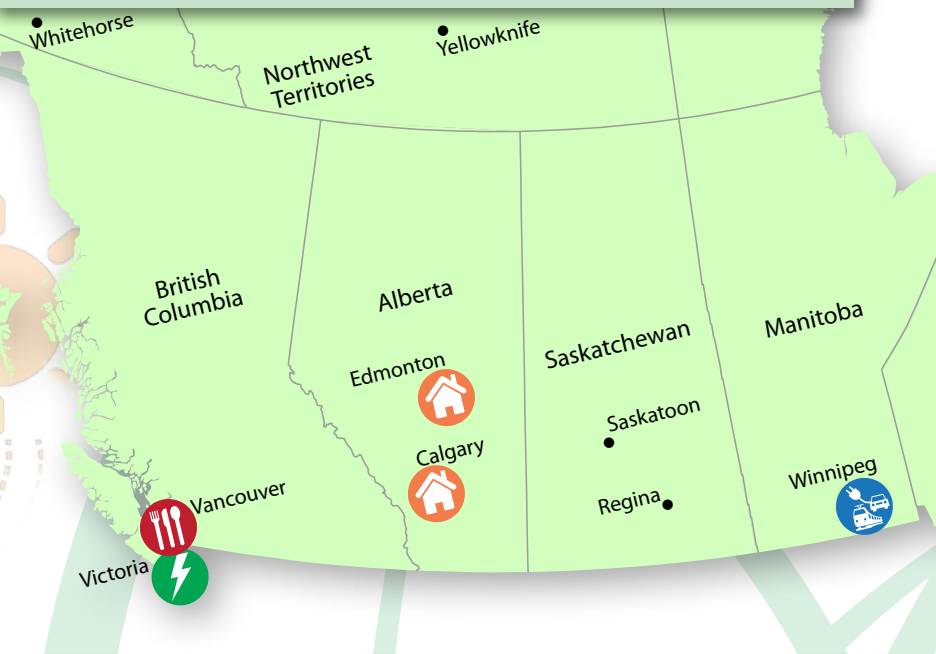 Whitehorse
Yellowknife
Northwest
Territories
British
Columbia
Alberta
Saskatchewan
Manitoba
Edmonton
Saskatoon
Calgary
Winnipeg
Regina
Vancouver
Victoria